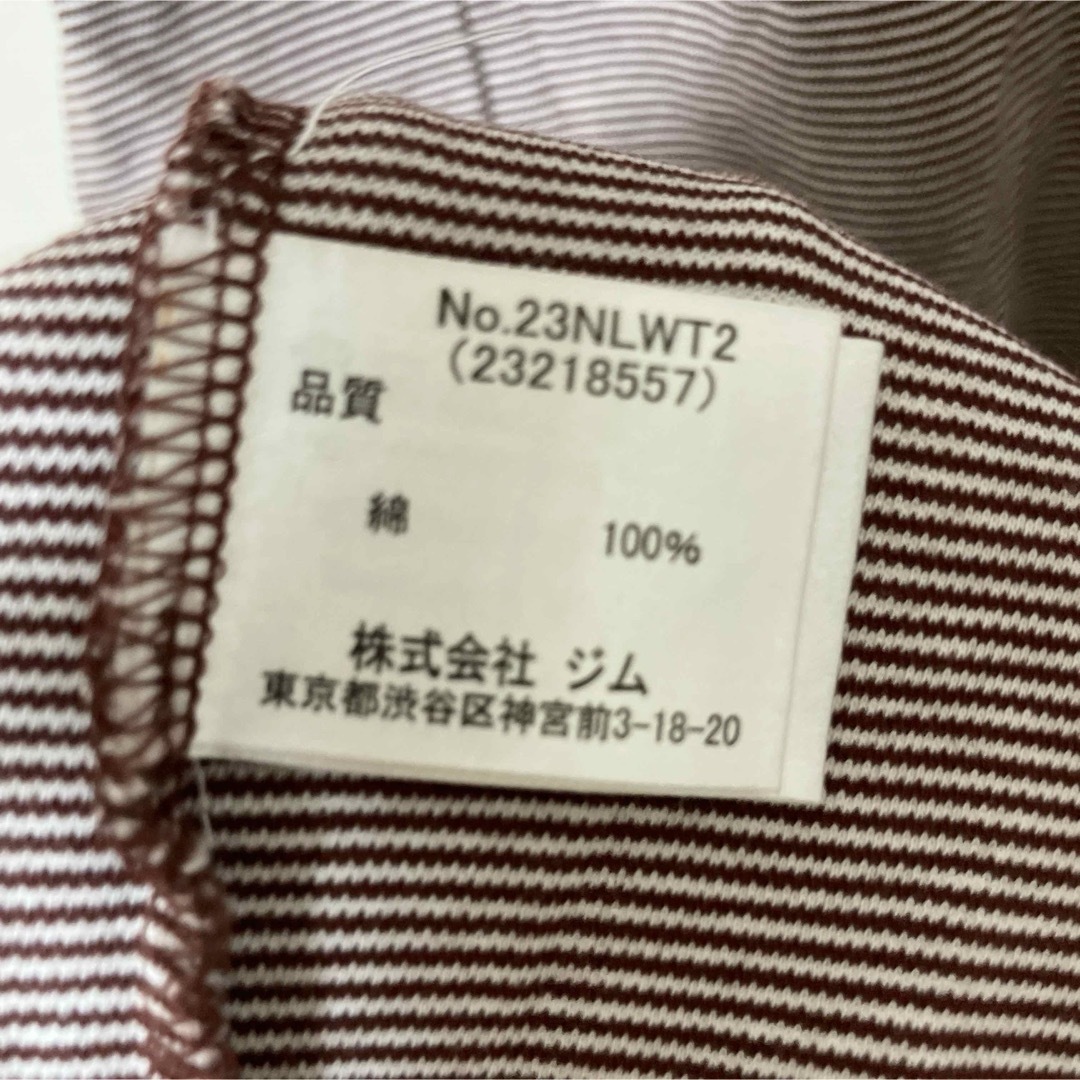 No.23NLWT2
(23218557)
品質
綿 100%
株式会社 ジム
東京都渋谷区神宮前3-18-20